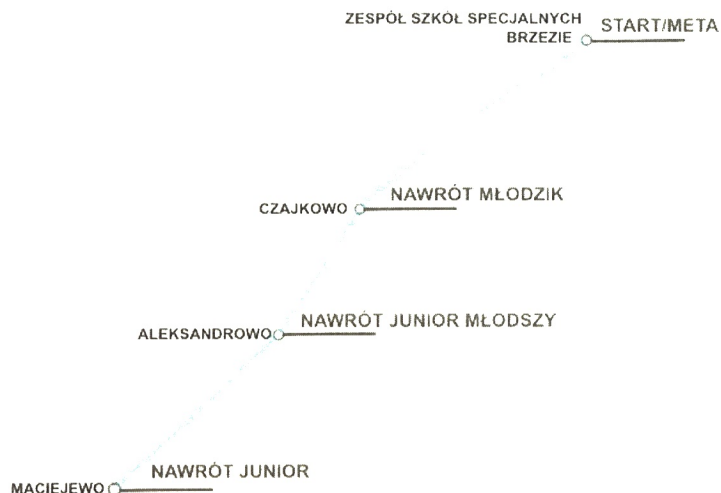 ZESPÓŁ SZKÓŁ SPECJALNYCH
BRZEZIE
START/META
CZAJKOWO
NAWRÓT MŁODZIK
ALEKSANDROWO
NAWRÓT JUNIOR MŁODSZY
MACIEJEWO
NAWRÓT JUNIOR